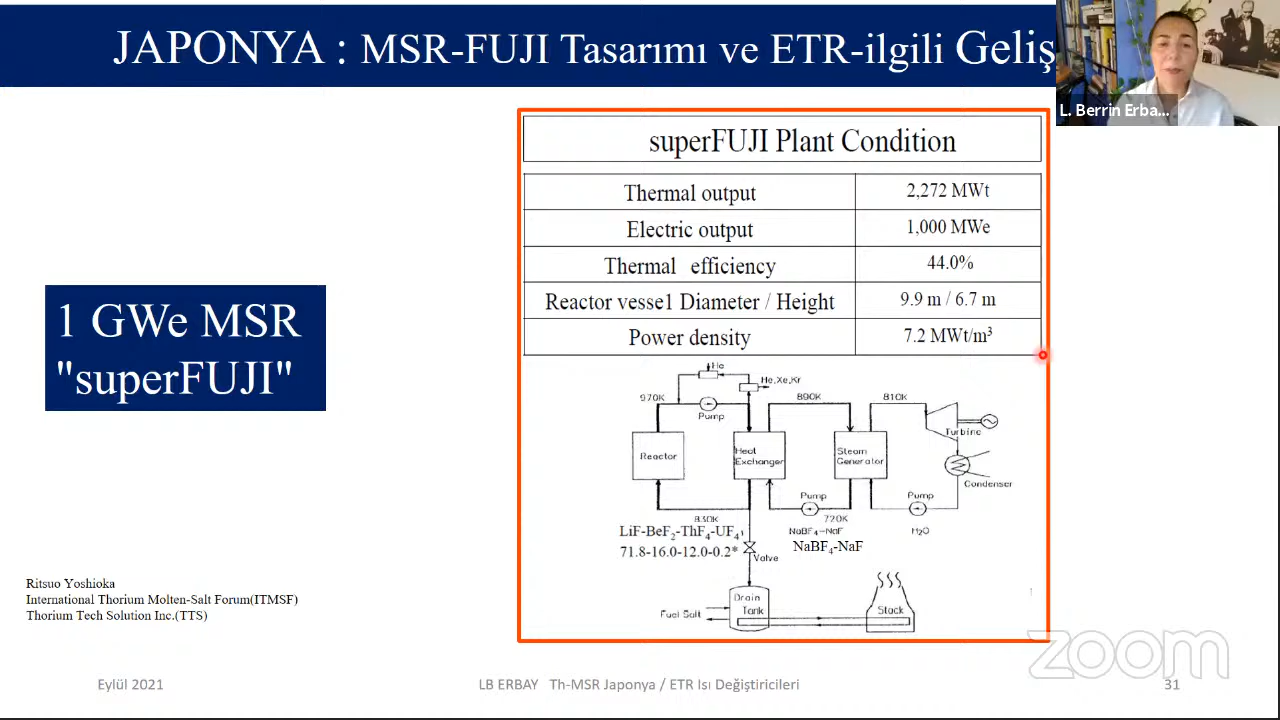 JAPONYA : MSR-FUJI Tasarımı ve ETR-ilgili Geliş
L. Berrin Erba...
superFUJI Plant Condition
Thermal output 2,272 MWt
Electric output 1,000 MWe
Thermal efficiency 44.0%
Reactor vessel Diameter / Height 9.9 m / 6.7 m
Power density 7.2 MWt/m³
1 GWe MSR
"superFUJI"
He
He,Xe,Kr
970K
890K
810K
Pump
Turbine
Reactor
Heat
Exchanger
Steam
Generator
Condenser
Pump
Pump
830K
720K
LiF-BeF₂-ThF₄-UF₄
NaBF₄-NaF
H₂O
71.8-16.0-12.0-0.2*
NaBF₄-NaF
Valve
Drain
Tank
Fuel Salt
Stack
Ritsuo Yoshioka
International Thorium Molten-Salt Forum(ITMSF)
Thorium Tech Solution Inc.(TTS)
zoom
Eylül 2021
LB ERBAY Th-MSR Japonya / ETR Isı Değiştiricileri
31